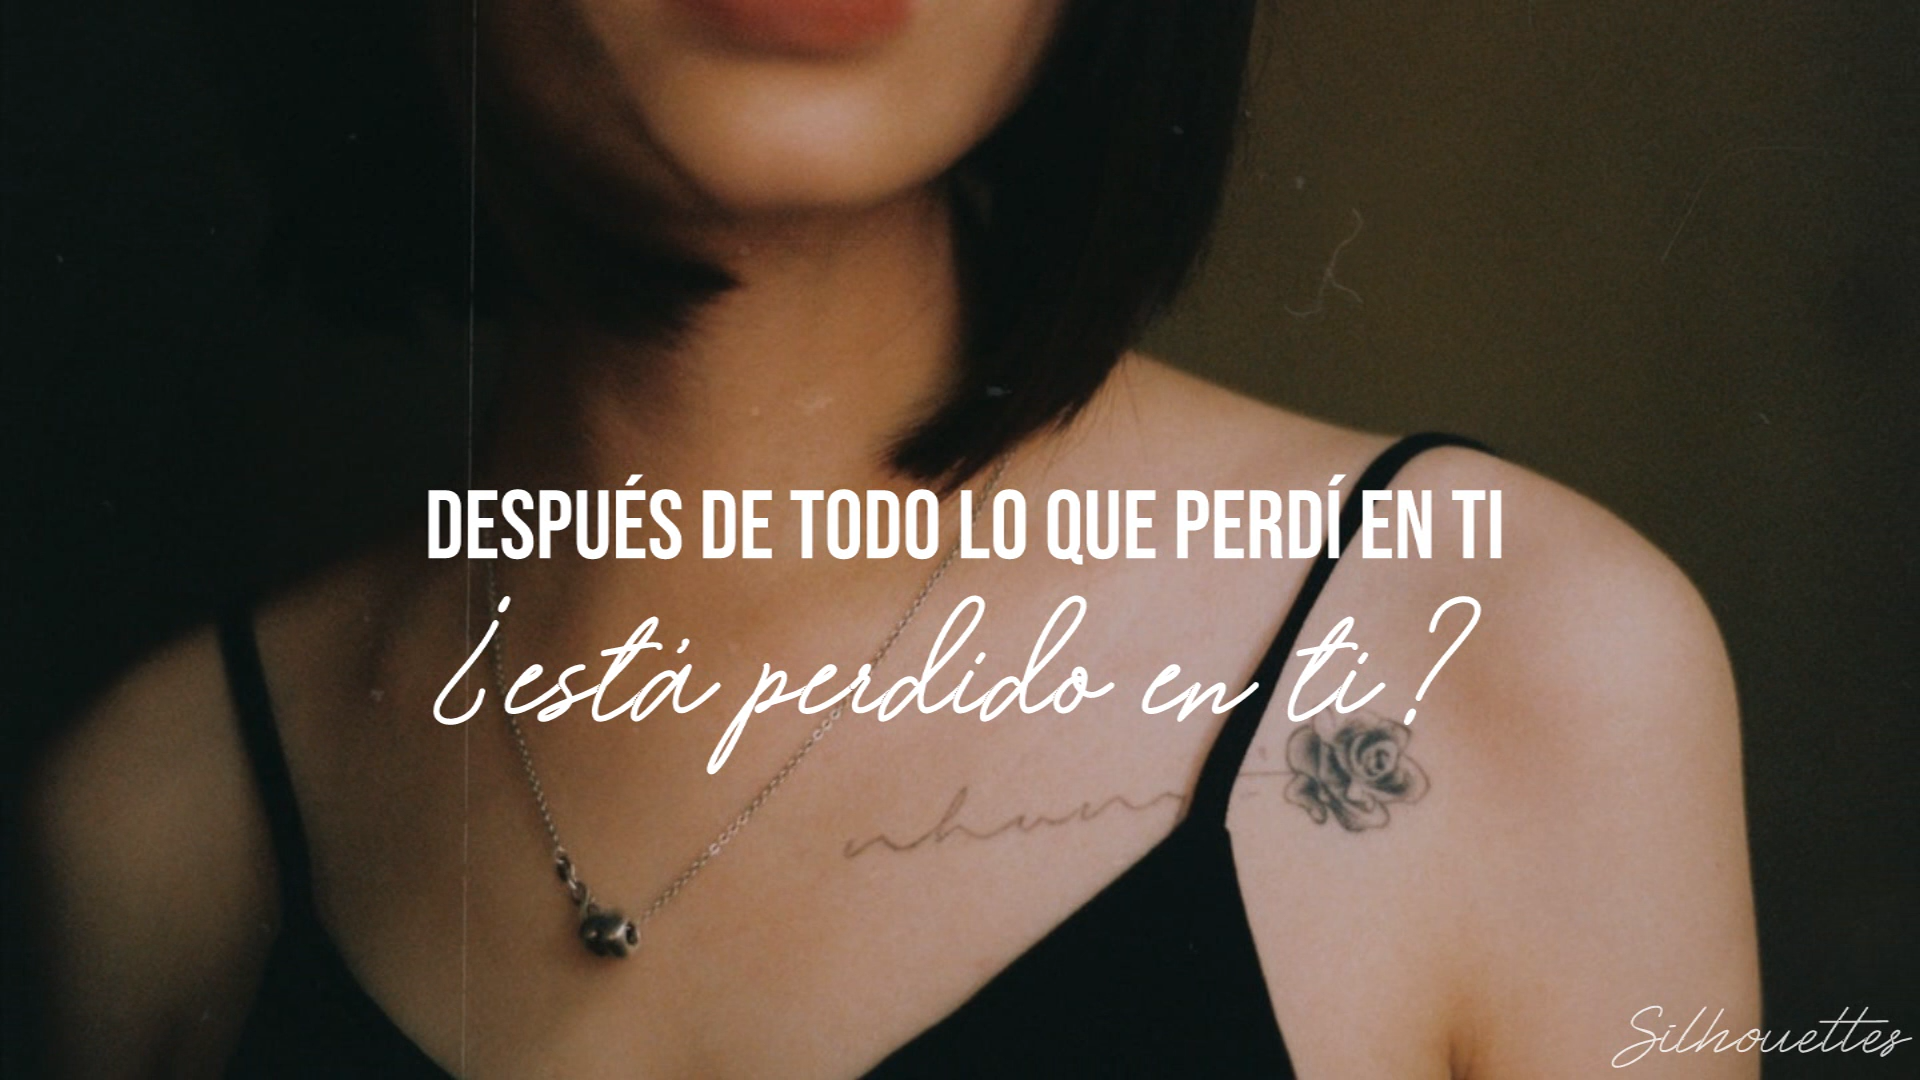 DESPUÉS DE TODO LO QUE PERDÍ EN TI
¿está perdido en ti?
Silhouettes